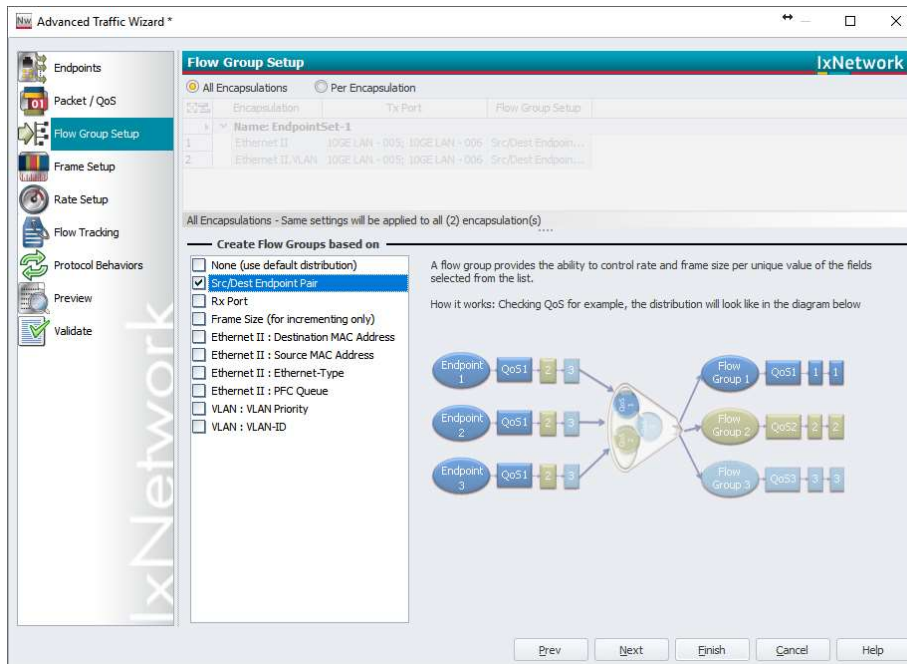 Advanced Traffic Wizard *
Endpoints
Packet / QoS
Flow Group Setup
Frame Setup
Rate Setup
Flow Tracking
Protocol Behaviors
Preview
Validate
IxNetwork
Flow Group Setup
IxNetwork
All Encapsulations Per Encapsulation
Encapsulation Tx Port Flow Group Setup
Name: EndpointSet-1
1 Ethernet II 10GE LAN - 005; 10GE LAN - 006 Src/Dest Endpoin...
2 Ethernet II.VLAN 10GE LAN - 005; 10GE LAN - 006 Src/Dest Endpoin...
All Encapsulations - Same settings will be applied to all (2) encapsulation(s)
Create Flow Groups based on
None (use default distribution)
Src/Dest Endpoint Pair
Rx Port
Frame Size (for incrementing only)
Ethernet II : Destination MAC Address
Ethernet II : Source MAC Address
Ethernet II : Ethernet-Type
Ethernet II : PFC Queue
VLAN : VLAN Priority
VLAN : VLAN-ID
A flow group provides the ability to control rate and frame size per unique value of the fields
selected from the list.
How it works: Checking QoS for example, the distribution will look like in the diagram below
Endpoint 1 QoS1 2 3
Endpoint 2 QoS1 2 3
Endpoint 3 QoS1 2 3
Flow Group 1 QoS1 1 1
Flow Group 2 QoS2 2 2
Flow Group 3 QoS3 3 3
Prev Next Finish Cancel Help